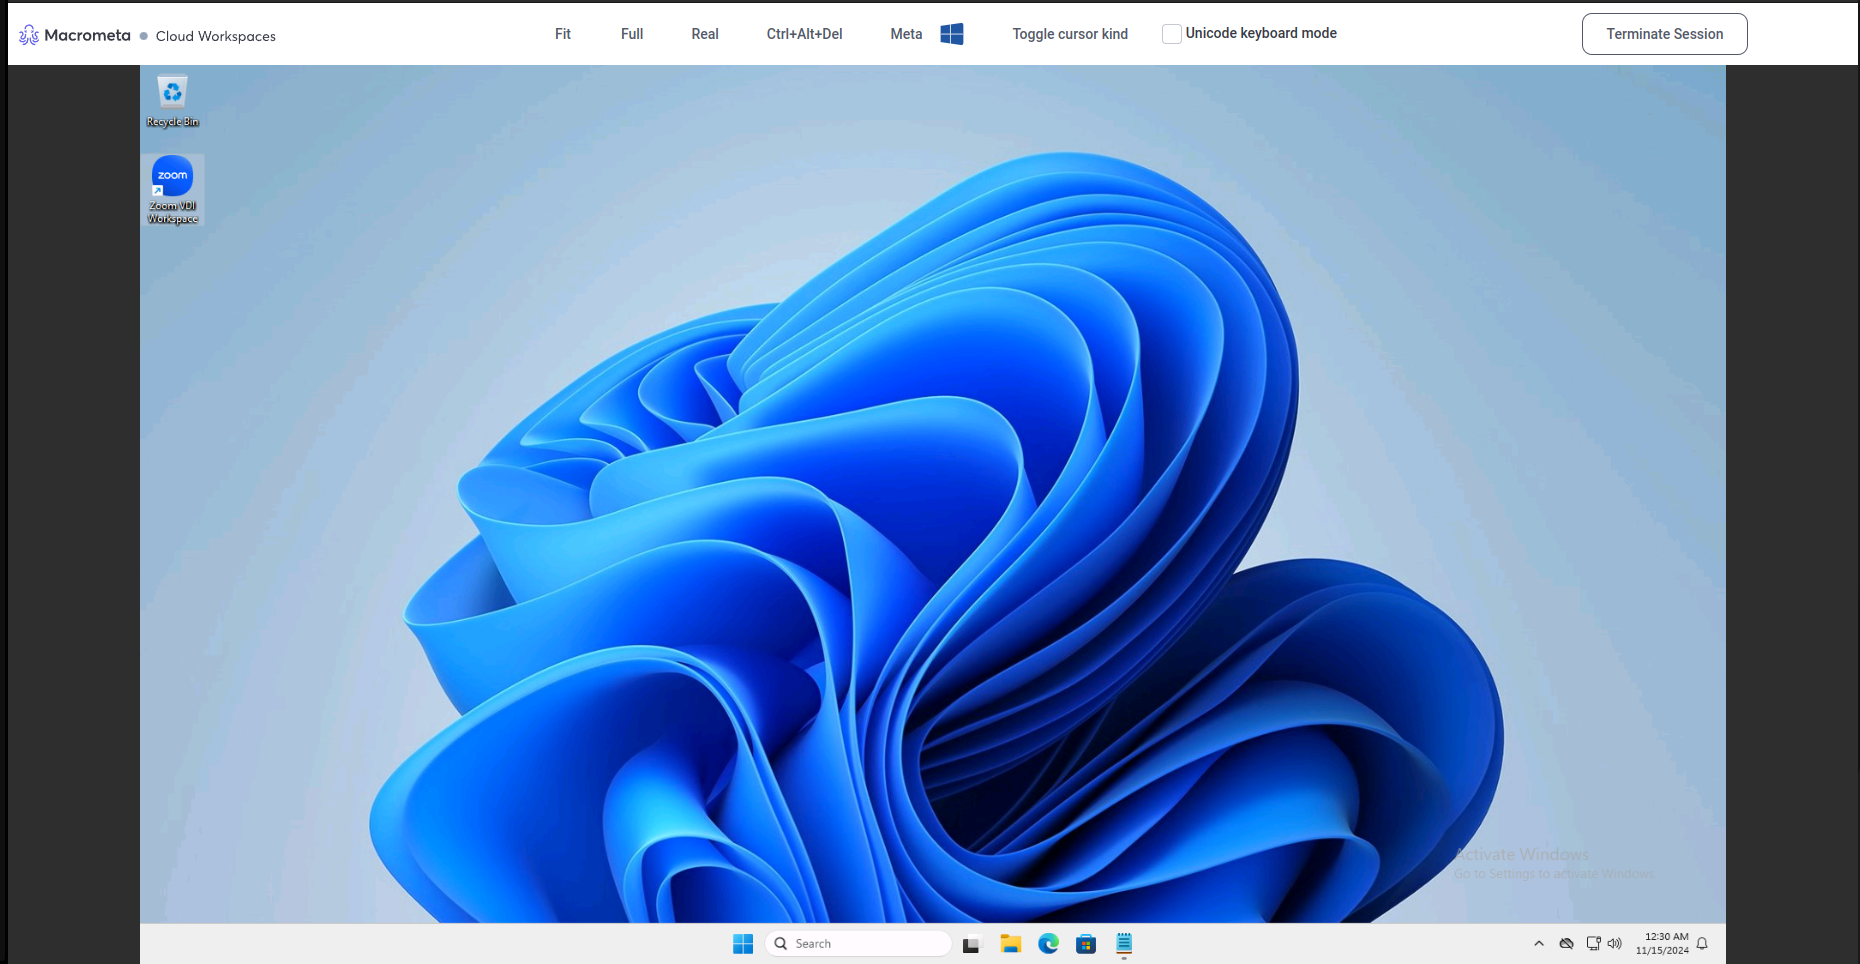 Macrometa Cloud Workspaces
Fit
Full
Real
Ctrl+Alt+Del
Meta
Toggle cursor kind
Unicode keyboard mode
Terminate Session
Recycle Bin
zoom
Zoom VDI
Workspace
Activate Windows
Go to Settings to activate Windows.
Search
12:30 AM
11/15/2024